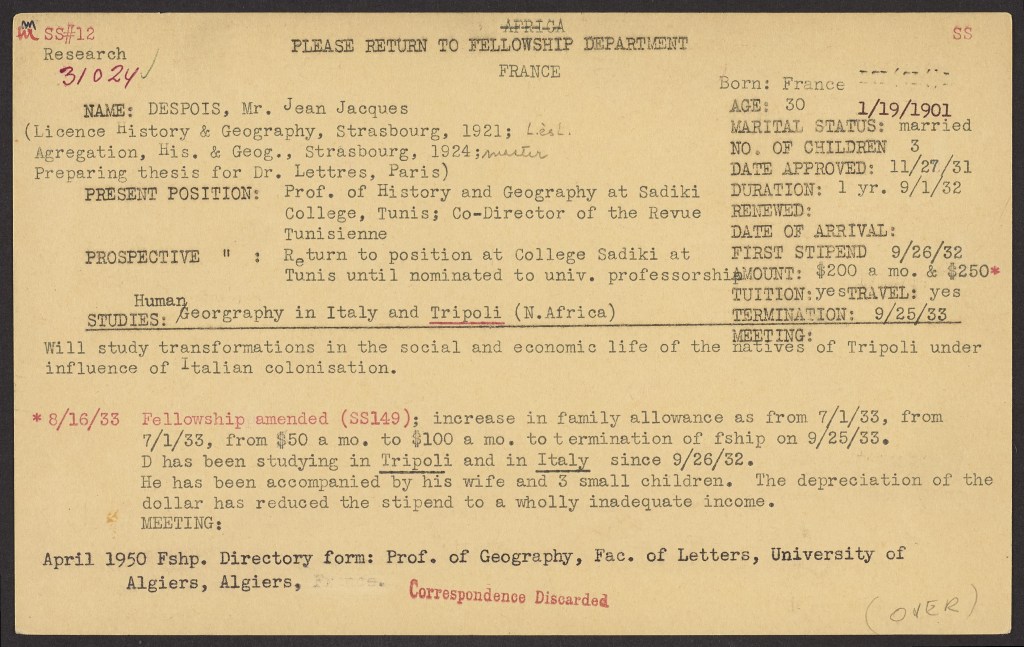 SS#12
AFRICA
SS
PLEASE RETURN TO FELLOWSHIP DEPARTMENT
Research
31024
FRANCE
Born: France
NAME: DESPOIS, Mr. Jean Jacques
AGE: 30 1/19/1901
(Licence History & Geography, Strasbourg, 1921;
MARITAL STATUS: married
Agregation, His. & Geog., Strasbourg, 1924;
NO. OF CHILDREN 3
Preparing thesis for Dr. Lettres, Paris)
DATE APPROVED: 11/27/31
PRESENT POSITION: Prof. of History and Geography at Sadiki
DURATION: 1 yr. 9/1/32
College, Tunis; Co-Director of the Revue
RENEWED:
Tunisienne
DATE OF ARRIVAL:
PROSPECTIVE " : Return to position at College Sadiki at
FIRST STIPEND 9/26/32
Tunis until nominated to univ. professorship
AMOUNT: $200 a mo. & $250*
TUITION:yesTRAVEL: yes
Human
STUDIES: /Georgraphy in Italy and Tripoli (N.Africa)
TERMINATION: 9/25/33
MEETING:
Will study transformations in the social and economic life of the natives of Tripoli under
influence of Italian colonisation.
* 8/16/33 Fellowship amended (SS149); increase in family allowance as from 7/1/33, from
7/1/33, from $50 a mo. to $100 a mo. to t ermination of fship on 9/25/33.
D has been studying in Tripoli and in Italy since 9/26/32.
He has been accompanied by his wife and 3 small children. The depreciation of the
dollar has reduced the stipend to a wholly inadequate income.
MEETING:
April 1950 Fshp. Directory form: Prof. of Geography, Fac. of Letters, University of
Algiers, Algiers, France.
Correspondence Discarded
(OVER)